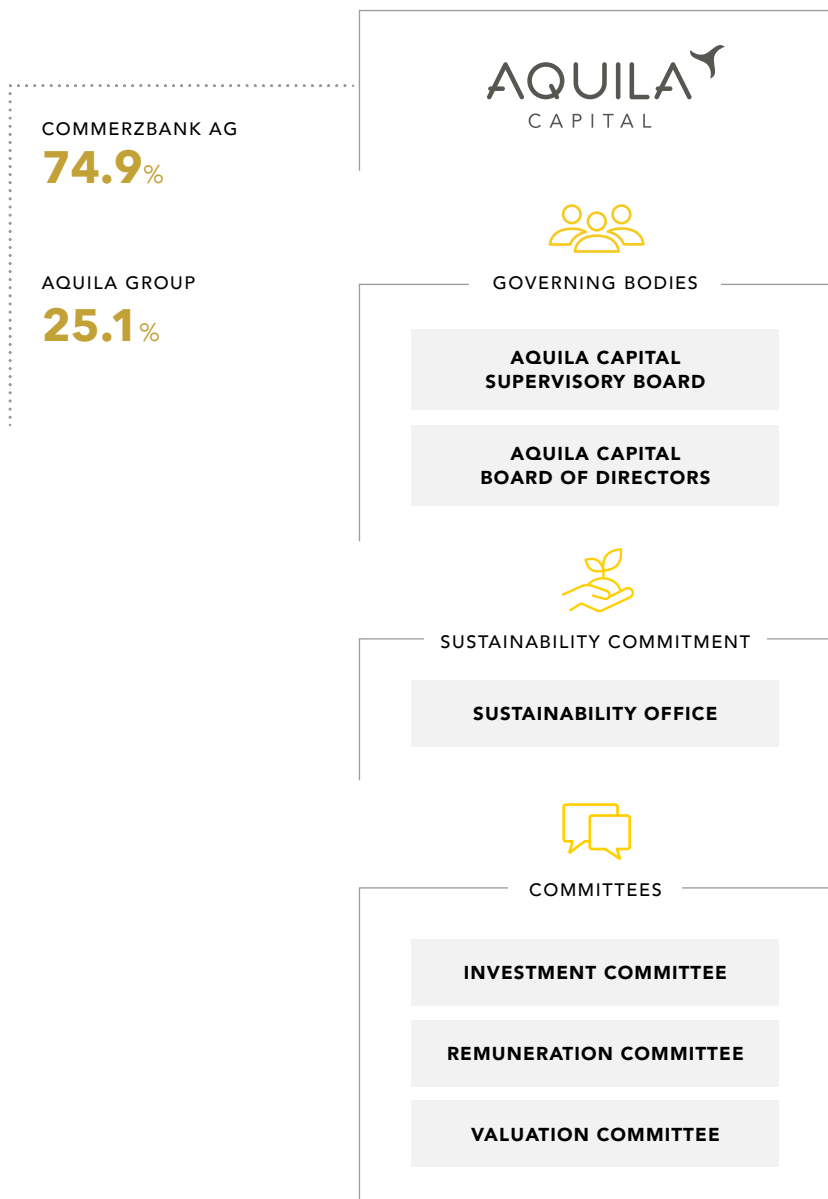 AQUILA
CAPITAL
COMMERZBANK AG
74.9%
AQUILA GROUP
25.1%
GOVERNING BODIES
AQUILA CAPITAL
SUPERVISORY BOARD
AQUILA CAPITAL
BOARD OF DIRECTORS
SUSTAINABILITY COMMITMENT
SUSTAINABILITY OFFICE
COMMITTEES
INVESTMENT COMMITTEE
REMUNERATION COMMITTEE
VALUATION COMMITTEE